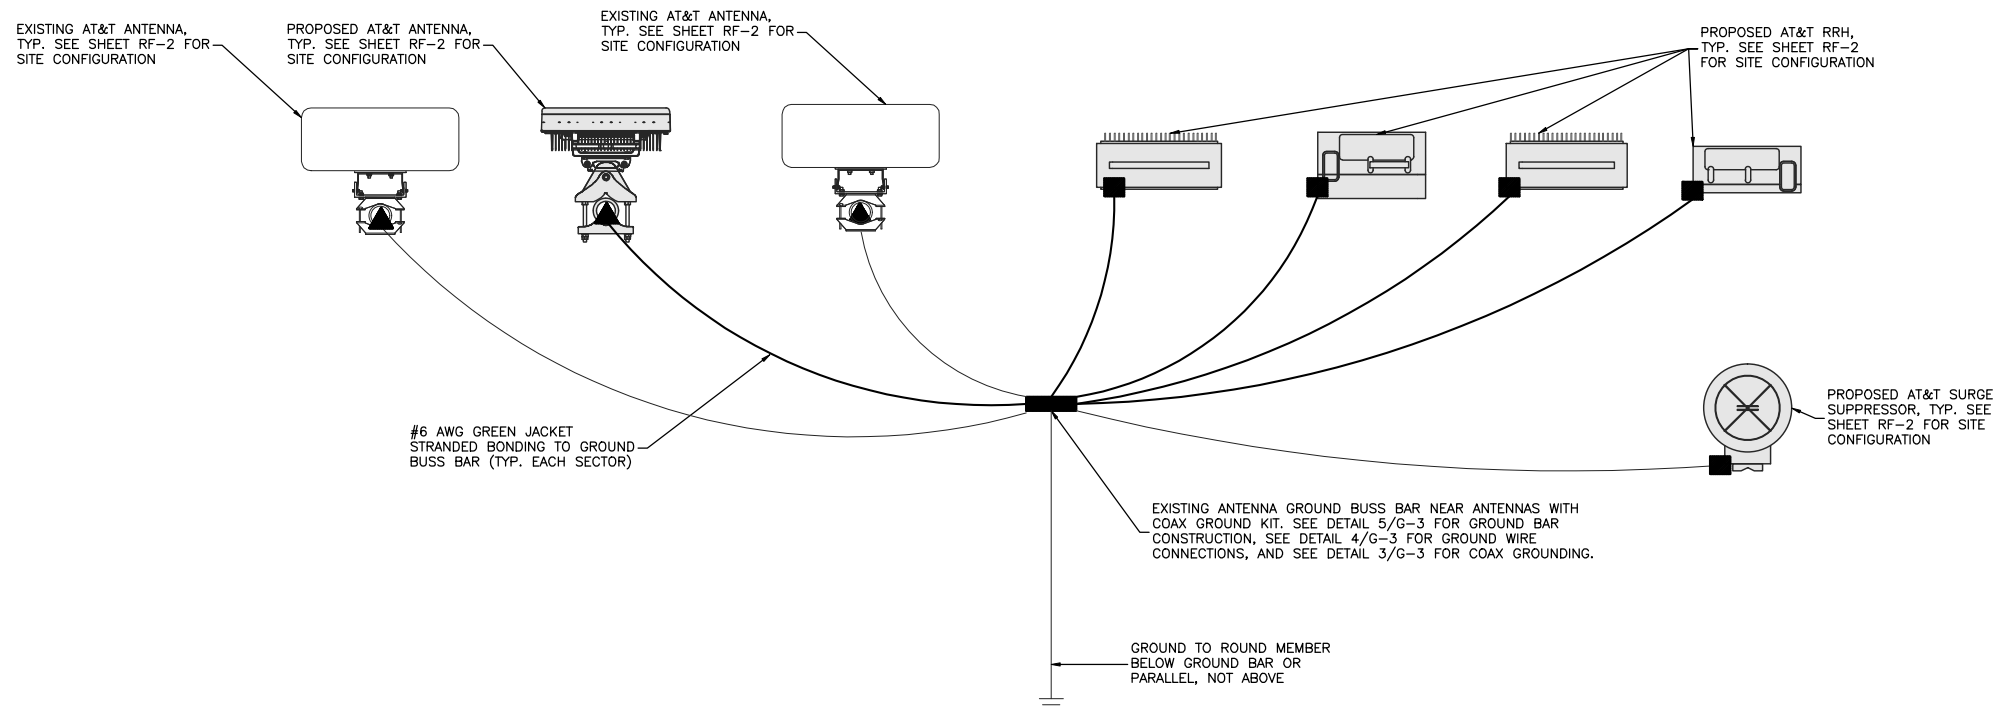 EXISTING AT&T ANTENNA,
TYP. SEE SHEET RF-2 FOR
SITE CONFIGURATION
PROPOSED AT&T ANTENNA,
TYP. SEE SHEET RF-2 FOR
SITE CONFIGURATION
EXISTING AT&T ANTENNA,
TYP. SEE SHEET RF-2 FOR
SITE CONFIGURATION
PROPOSED AT&T RRH,
TYP. SEE SHEET RF-2
FOR SITE CONFIGURATION
PROPOSED AT&T SURGE
SUPPRESSOR, TYP. SEE
SHEET RF-2 FOR SITE
CONFIGURATION
#6 AWG GREEN JACKET
STRANDED BONDING TO GROUND
BUSS BAR (TYP. EACH SECTOR)
EXISTING ANTENNA GROUND BUSS BAR NEAR ANTENNAS WITH
COAX GROUND KIT. SEE DETAIL 5/G-3 FOR GROUND BAR
CONSTRUCTION, SEE DETAIL 4/G-3 FOR GROUND WIRE
CONNECTIONS, AND SEE DETAIL 3/G-3 FOR COAX GROUNDING.
GROUND TO ROUND MEMBER
BELOW GROUND BAR OR
PARALLEL, NOT ABOVE